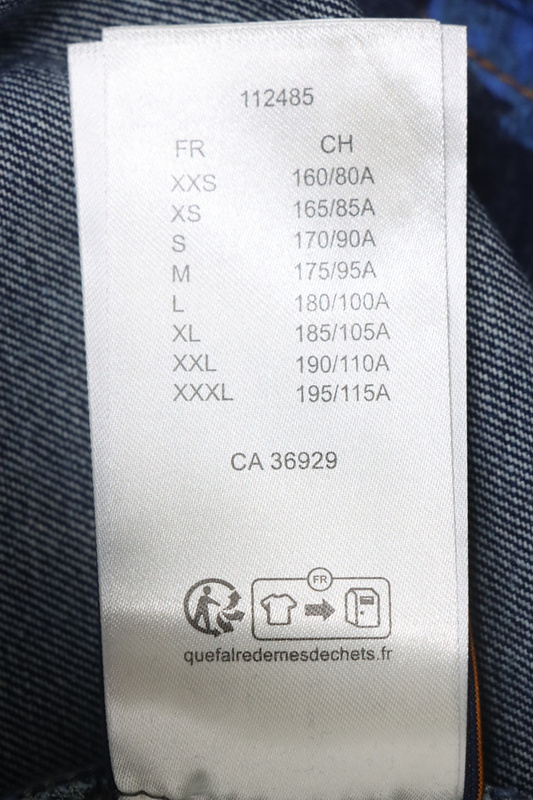 112485
FR CH
XXS 160/80A
XS 165/85A
S 170/90A
M 175/95A
L 180/100A
XL 185/105A
XXL 190/110A
XXXL 195/115A
CA 36929
FR
quefairedemesdechets.fr